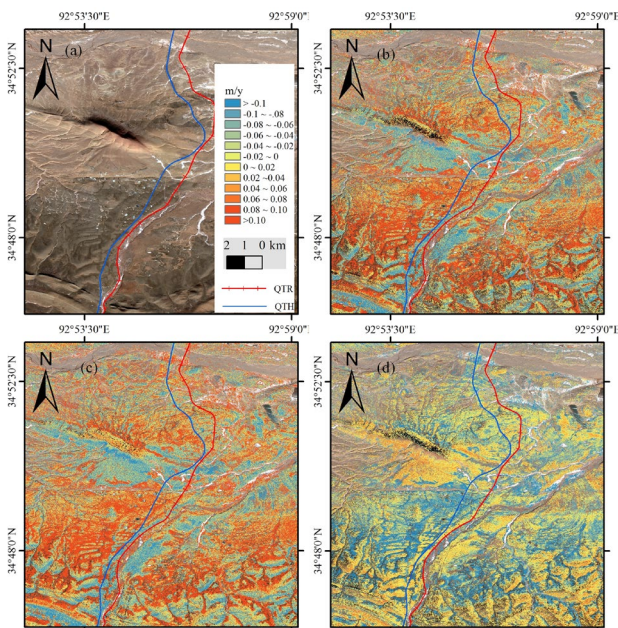 92°53'30"E
92°59'0"E
92°53'30"E
92°59'0"E
34°52'30"N
34°48'0"N
N
(a)
m/y
> -0.1
-0.1 ~ -.08
-0.08 ~ -0.06
-0.06 ~ -0.04
-0.04 ~ -0.02
-0.02 ~ 0
0 ~ 0.02
0.02 ~0.04
0.04 ~ 0.06
0.06 ~ 0.08
0.08 ~ 0.10
>0.10
2 1 0 km
QTR
QTH
N
(b)
34°52'30"N
34°48'0"N
92°53'30"E
92°59'0"E
92°53'30"E
92°59'0"E
34°52'30"N
34°48'0"N
N
(c)
N
(d)
34°52'30"N
34°48'0"N